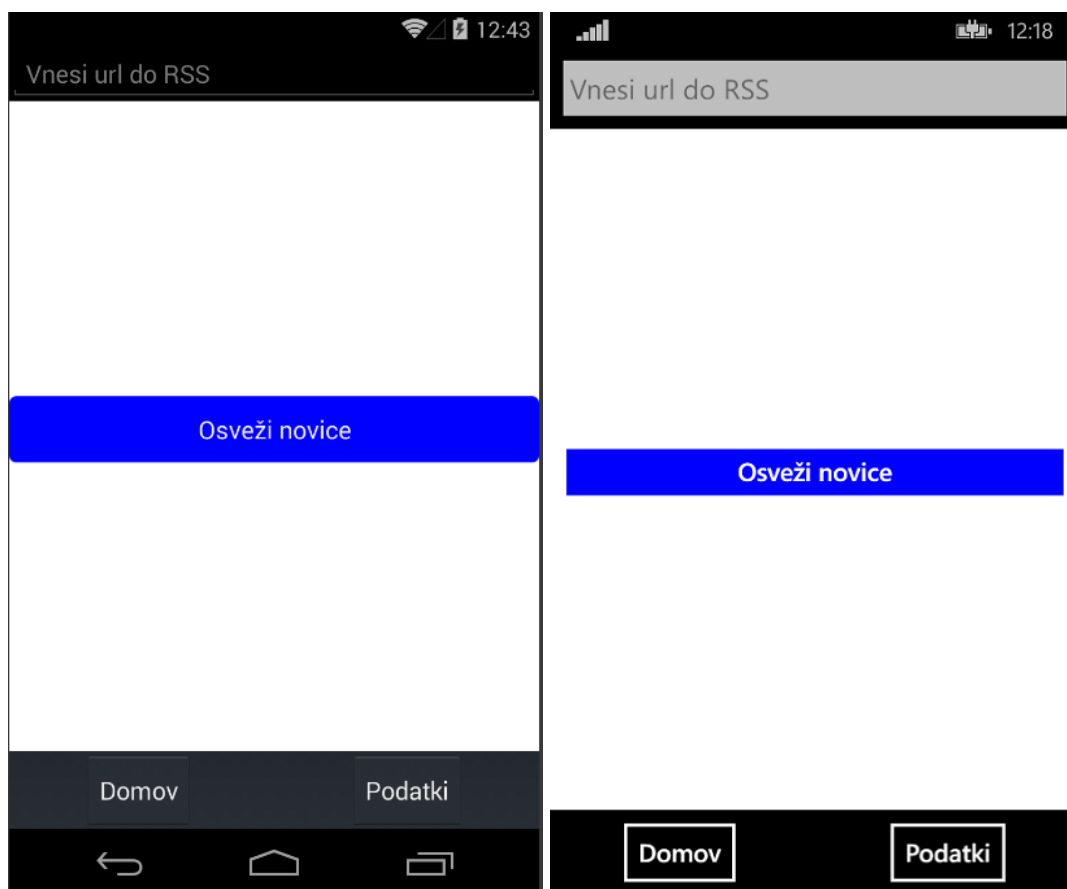 12:43
Vnesi url do RSS
Osveži novice
Domov
Podatki
12:18
Vnesi url do RSS
Osveži novice
Domov
Podatki